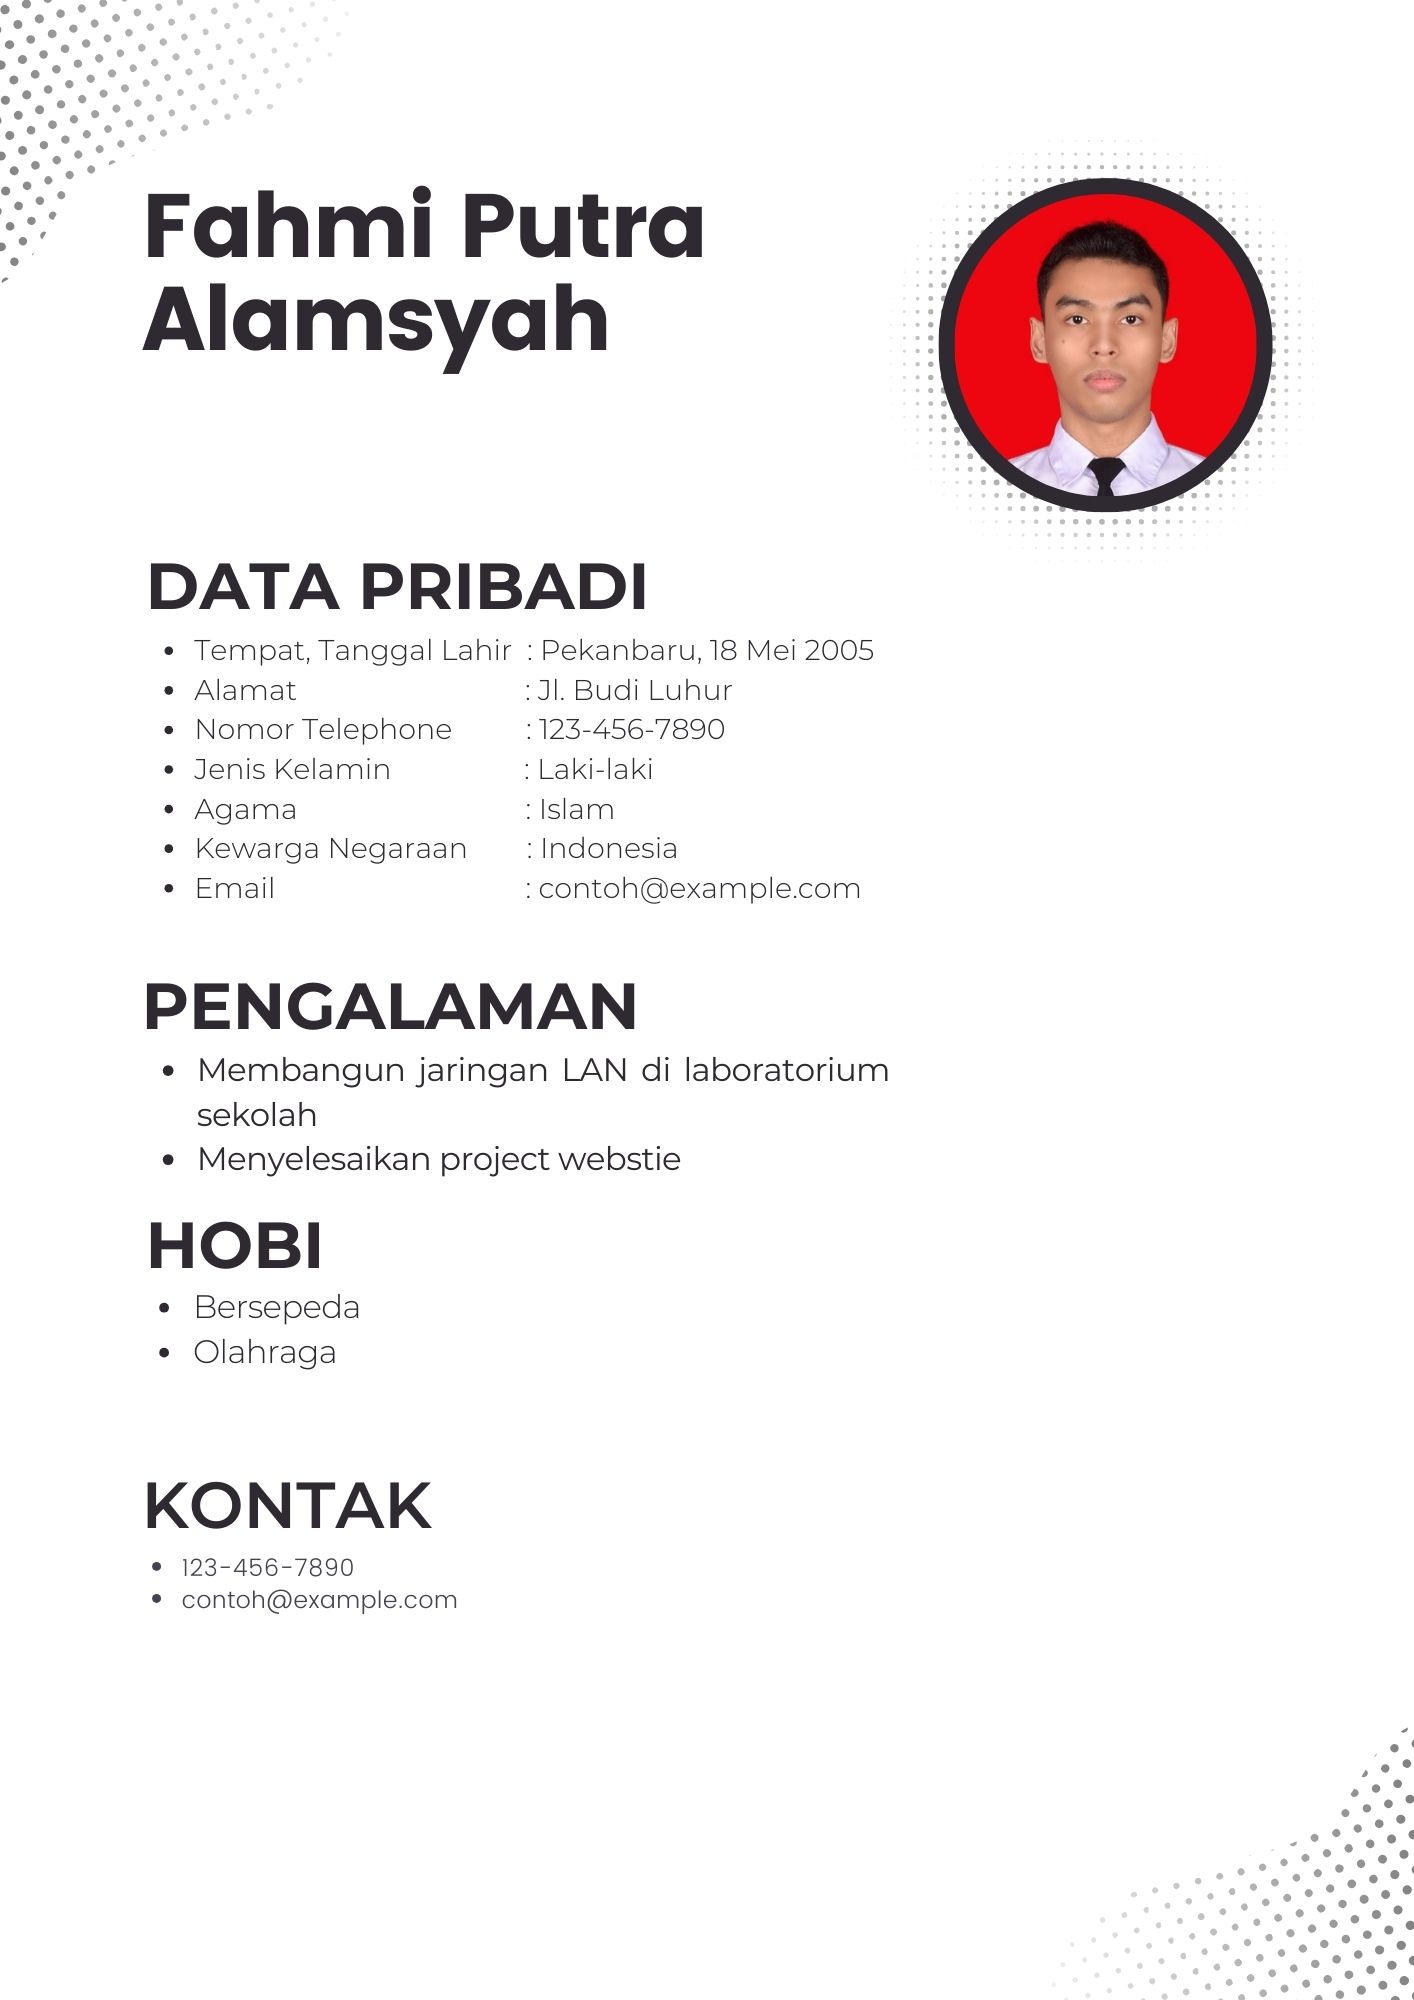 Fahmi Putra
Alamsyah
DATA PRIBADI
• Tempat, Tanggal Lahir : Pekanbaru, 18 Mei 2005
• Alamat : Jl. Budi Luhur
• Nomor Telephone : 123-456-7890
• Jenis Kelamin : Laki-laki
• Agama : Islam
• Kewarga Negaraan : Indonesia
• Email : contoh@example.com
PENGALAMAN
• Membangun jaringan LAN di laboratorium
sekolah
• Menyelesaikan project webstie
HOBI
• Bersepeda
• Olahraga
KONTAK
• 123-456-7890
• contoh@example.com